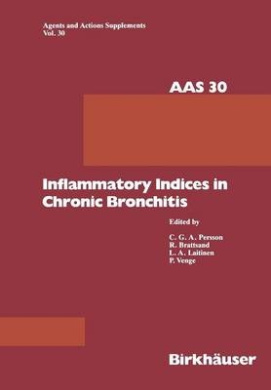 Agents and Actions Supplements
Vol. 30
AAS 30
Inflammatory Indices in
Chronic Bronchitis
Edited by
C. G. A. Persson
R. Brattsand
L. A. Laitinen
P. Venge
Birkhäuser